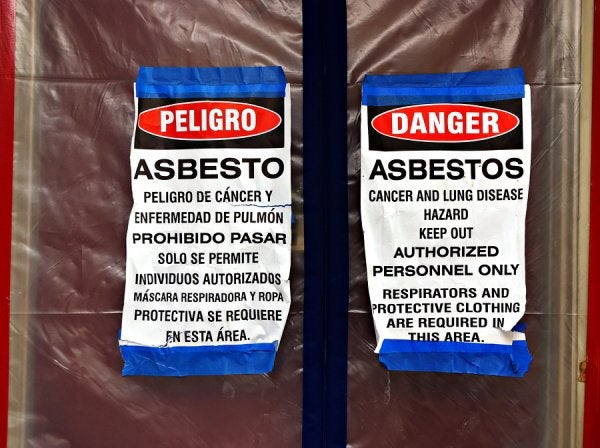 PELIGRO
ASBESTO
PELIGRO DE CÁNCER Y
ENFERMEDAD DE PULMÓN
PROHIBIDO PASAR
SOLO SE PERMITE
INDIVIDUOS AUTORIZADOS
MÁSCARA RESPIRADORA Y ROPA
PROTECTIVA SE REQUIERE
EN ESTA ÁREA.
DANGER
ASBESTOS
CANCER AND LUNG DISEASE
HAZARD
KEEP OUT
AUTHORIZED
PERSONNEL ONLY
RESPIRATORS AND
PROTECTIVE CLOTHING
ARE REQUIRED IN
THIS AREA.